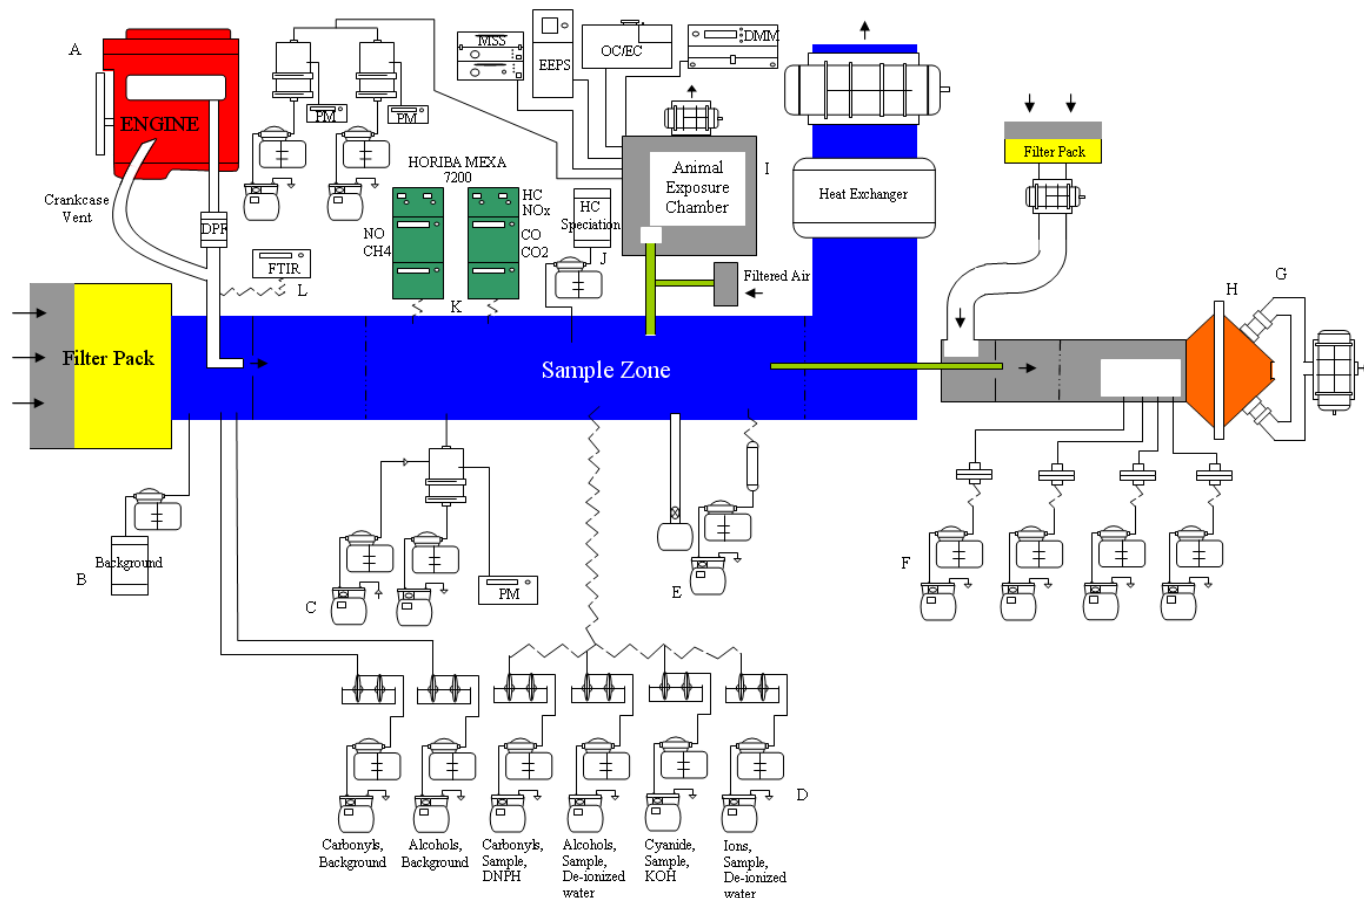 A
ENGINE
Crankcase
Vent
DPF
FTIR
L
PM
PM
MSS
EEPS
OC/EC
DMM
HORIBA MEXA
7200
NO
CH4
HC
NOx
CO
CO2
K
HC
Speciation
J
Animal
Exposure
Chamber
I
Filtered Air
Heat Exchanger
Filter Pack
G
H
Filter Pack
Sample Zone
Background
B
C
PM
E
F
D
Carbonyls,
Background
Alcohols,
Background
Carbonyls,
Sample,
DNPH
Alcohols,
Sample,
De-ionized
water
Cyanide,
Sample,
KOH
Ions,
Sample,
De-ionized
water